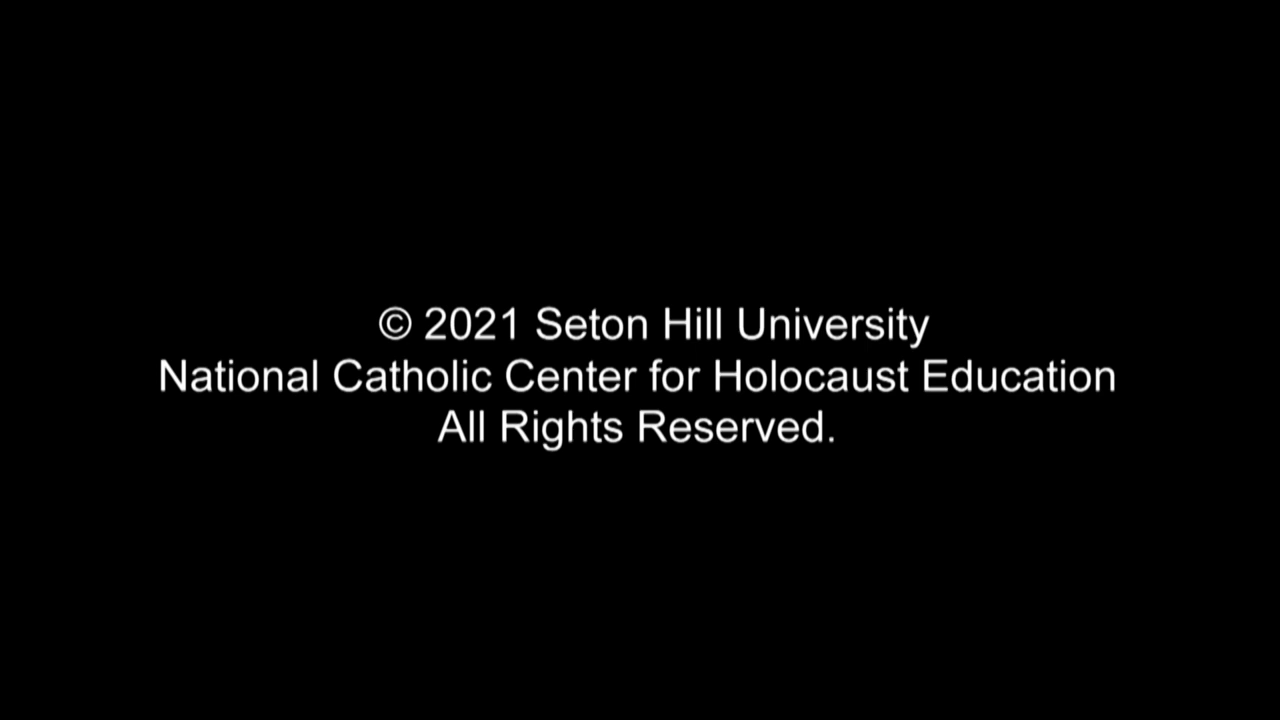 © 2021 Seton Hill University
National Catholic Center for Holocaust Education
All Rights Reserved.